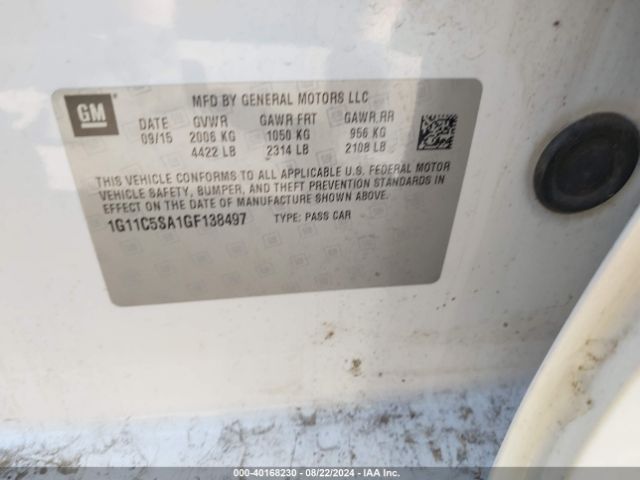 GM
MFD BY GENERAL MOTORS LLC
DATE GVWR GAWR FRT GAWR RR
09/15 2006 KG 1050 KG 956 KG
4422 LB 2314 LB 2108 LB
THIS VEHICLE CONFORMS TO ALL APPLICABLE U.S. FEDERAL MOTOR
VEHICLE SAFETY, BUMPER, AND THEFT PREVENTION STANDARDS IN
EFFECT ON THE DATE OF MANUFACTURE SHOWN ABOVE.
1G11C5SA1GF138497 TYPE: PASS CAR
000-40168230 - 08/22/2024 - IAA Inc.